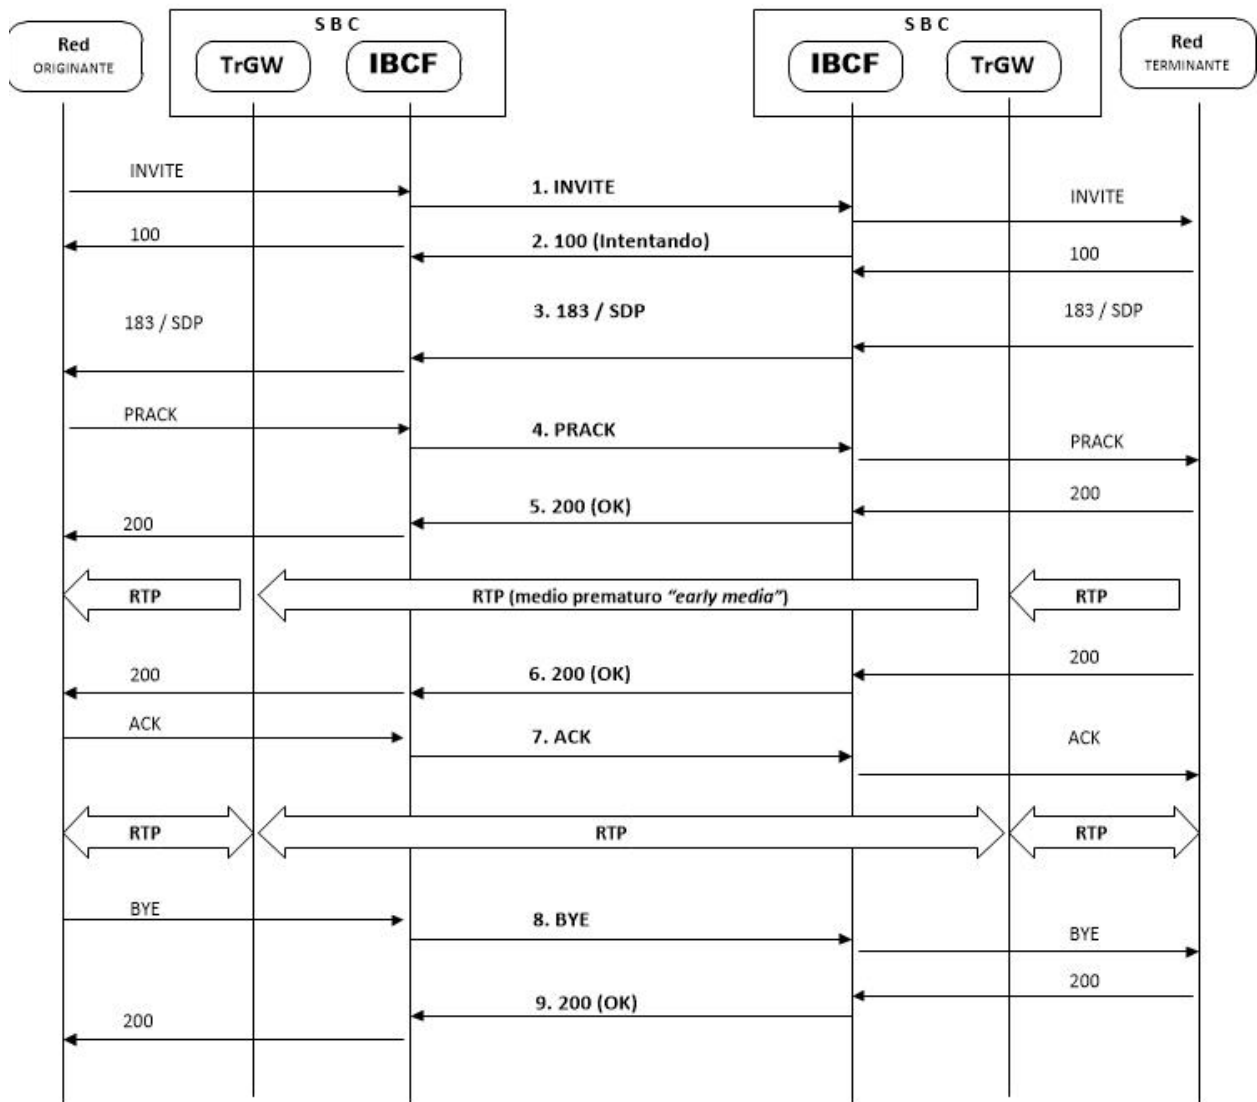 S B C
S B C
Red
ORIGINANTE
TrGW
IBCF
IBCF
TrGW
Red
TERMINANTE
INVITE
1. INVITE
INVITE
100
2. 100 (Intentando)
100
183 / SDP
3. 183 / SDP
183 / SDP
PRACK
4. PRACK
PRACK
200
5. 200 (OK)
200
RTP
RTP (medio prematuro “early media”)
RTP
200
6. 200 (OK)
200
ACK
7. ACK
ACK
RTP
RTP
RTP
BYE
8. BYE
BYE
200
9. 200 (OK)
200